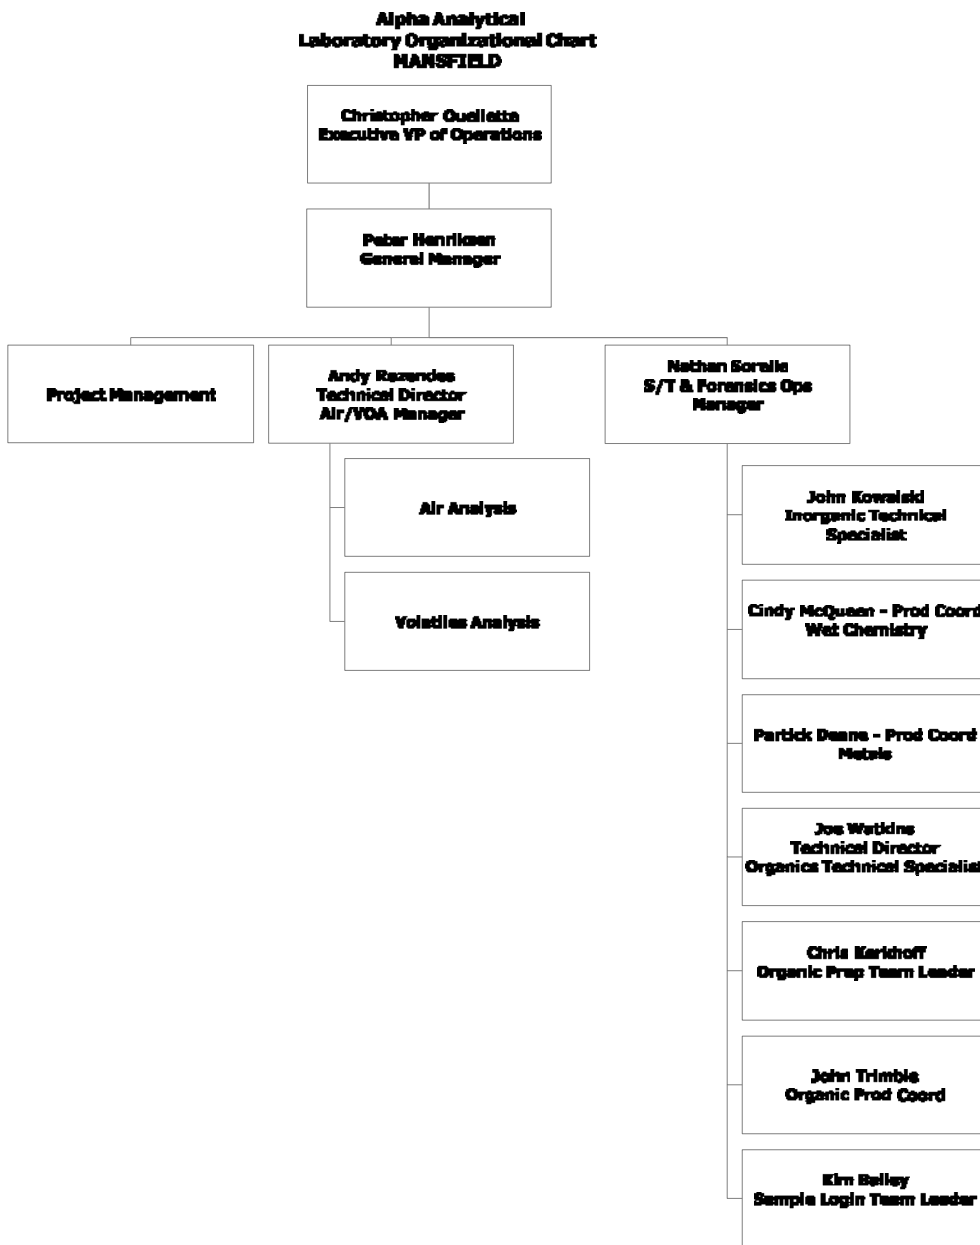 Alpha Analytical
Laboratory Organizational Chart
MANSFIELD
Christopher Ouellette
Executive VP of Operations
Peter Henriksen
General Manager
Project Management
Andy Rezendes
Technical Director
Air/VOA Manager
Nathan Sorelle
S/T & Forensics Ops
Manager
Air Analysis
Volatiles Analysis
John Kowalski
Inorganic Technical
Specialist
Cindy McQueen - Prod Coord
Wet Chemistry
Partick Deane - Prod Coord
Metals
Joe Watkins
Technical Director
Organics Technical Specialist
Chris Kerkhoff
Organic Prep Team Leader
John Trimble
Organic Prod Coord
Kim Bailey
Sample Login Team Leader